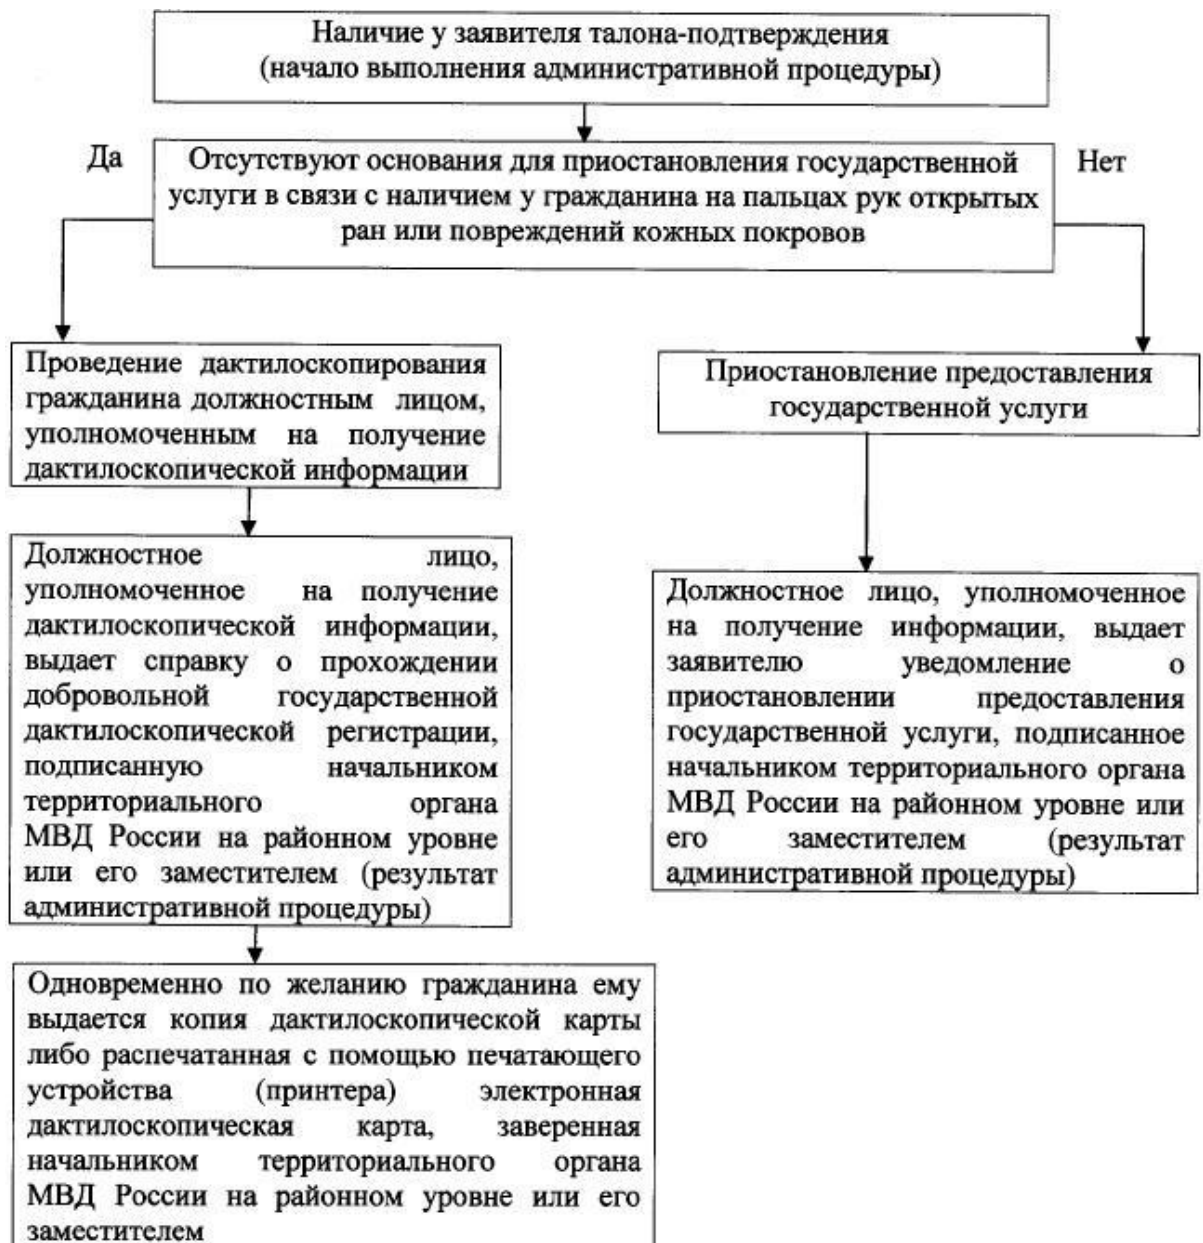 Наличие у заявителя талона-подтверждения
(начало выполнения административной процедуры)
Да
Отсутствуют основания для приостановления государственной
услуги в связи с наличием у гражданина на пальцах рук открытых
ран или повреждений кожных покровов
Нет
Проведение дактилоскопирования
гражданина должностным лицом,
уполномоченным на получение
дактилоскопической информации
Приостановление предоставления
государственной услуги
Должностное лицо,
уполномоченное на получение
дактилоскопической информации,
выдает справку о прохождении
добровольной государственной
дактилоскопической регистрации,
подписанную начальником
территориального органа
МВД России на районном уровне
или его заместителем (результат
административной процедуры)
Должностное лицо, уполномоченное
на получение информации, выдает
заявителю уведомление о
приостановлении предоставления
государственной услуги, подписанное
начальником территориального органа
МВД России на районном уровне или
его заместителем (результат
административной процедуры)
Одновременно по желанию гражданина ему
выдается копия дактилоскопической карты
либо распечатанная с помощью печатающего
устройства (принтера) электронная
дактилоскопическая карта, заверенная
начальником территориального органа
МВД России на районном уровне или его
заместителем